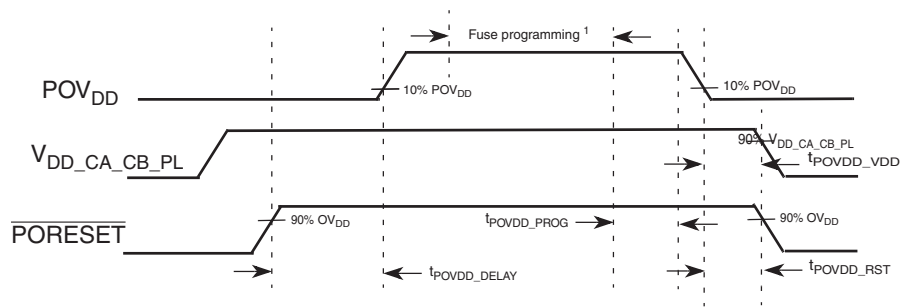 Fuse programming 1
POVDD
10% POVDD
10% POVDD
VDD_CA_CB_PL
90% VDD_CA_CB_PL
tPOVDD_VDD
PORESET
90% OVDD
tPOVDD_PROG
90% OVDD
tPOVDD_DELAY
tPOVDD_RST